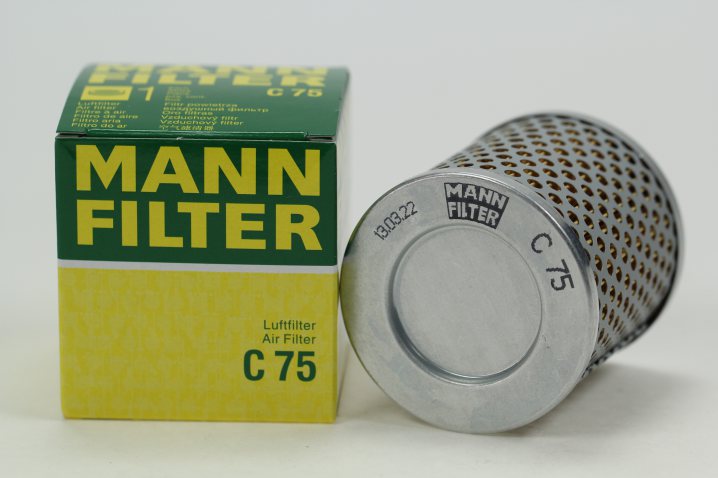 MANN
FILTER
C 75
1
Luftfilter
Air filter
Filtre à air
Filtro de aire
Filtro aria
Filtro de ar
Filtr powietrza
воздушный фильтр
Oro filtras
Vzduchový filtr
Vzduchový filter
空气滤清器
MANN
FILTER
Luftfilter
Air Filter
C 75
13.03.22
MANN
FILTER
C 75